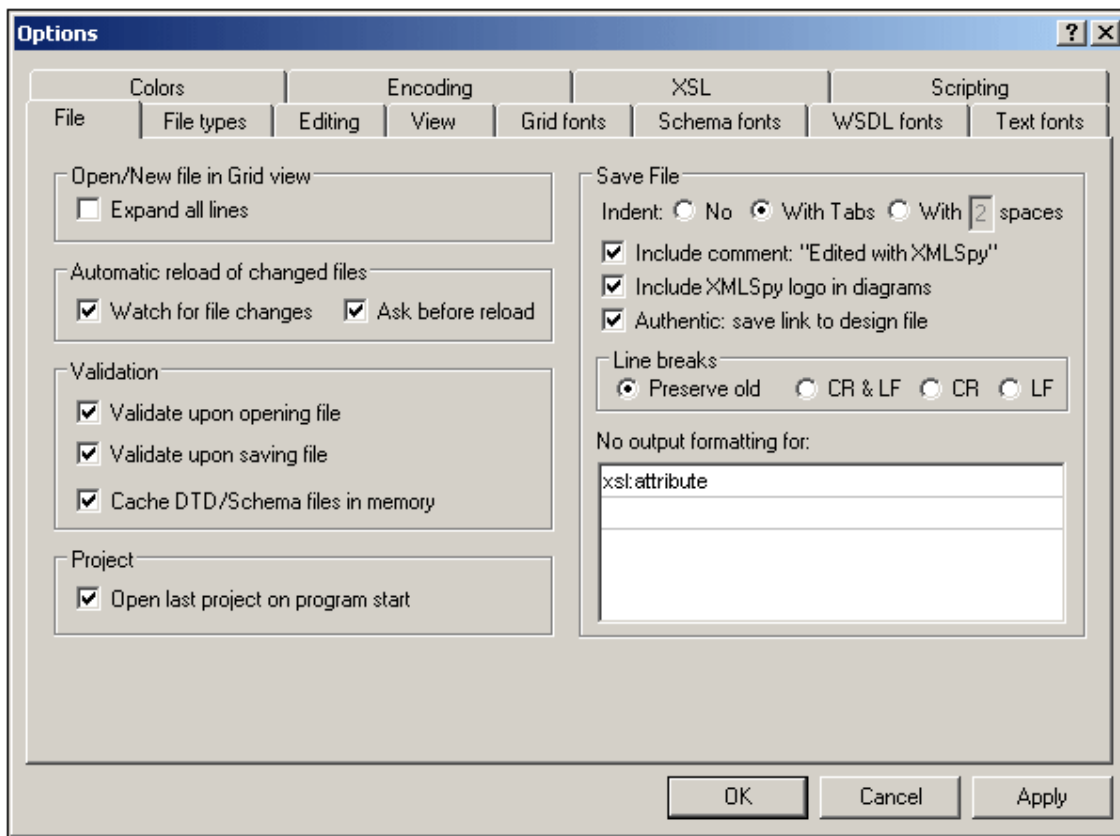 Options
Colors Encoding XSL Scripting
File File types Editing View Grid fonts Schema fonts WSDL fonts Text fonts
Open/New file in Grid view
Expand all lines
Automatic reload of changed files
Watch for file changes Ask before reload
Validation
Validate upon opening file
Validate upon saving file
Cache DTD/Schema files in memory
Project
Open last project on program start
Save File
Indent: No With Tabs With 2 spaces
Include comment: "Edited with XMLSpy"
Include XMLSpy logo in diagrams
Authentic: save link to design file
Line breaks
Preserve old CR & LF CR LF
No output formatting for:
xsl:attribute
OK Cancel Apply